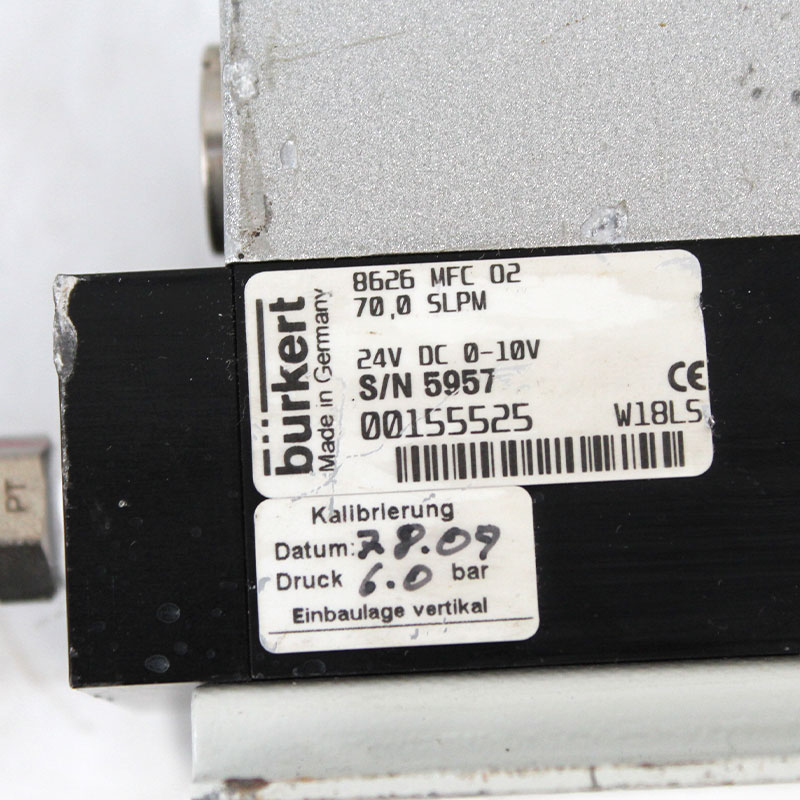 bürkert
Made in Germany
8626 MFC 02
70,0 SLPM
24V DC 0-10V
S/N 5957
00155525
CE
W18LS
Kalibrierung
Datum: 28.09
Druck 6.0 bar
Einbaulage vertikal
PT